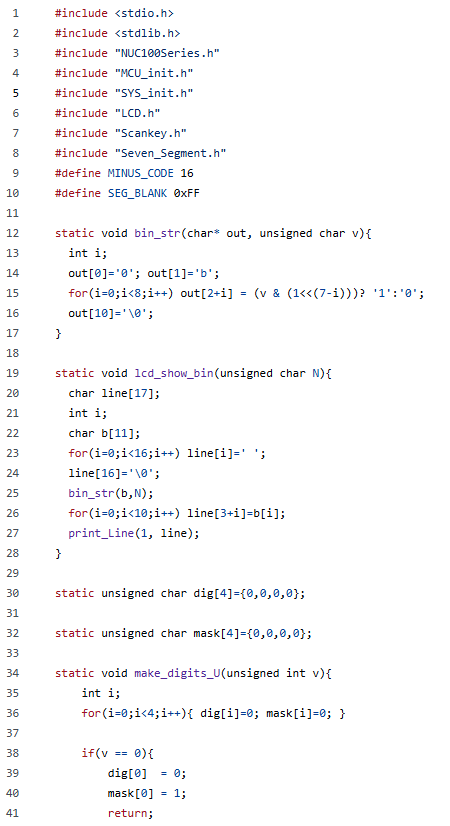 1 #include <stdio.h>
2 #include <stdlib.h>
3 #include "NUC100Series.h"
4 #include "MCU_init.h"
5 #include "SYS_init.h"
6 #include "LCD.h"
7 #include "Scankey.h"
8 #include "Seven_Segment.h"
9 #define MINUS_CODE 16
10 #define SEG_BLANK 0xFF
11
12 static void bin_str(char* out, unsigned char v){
13   int i;
14   out[0]='0'; out[1]='b';
15   for(i=0;i<8;i++) out[2+i] = (v & (1<<(7-i)))? '1':'0';
16   out[10]='\0';
17 }
18
19 static void lcd_show_bin(unsigned char N){
20   char line[17];
21   int i;
22   char b[11];
23   for(i=0;i<16;i++) line[i]=' ';
24   line[16]='\0';
25   bin_str(b,N);
26   for(i=0;i<10;i++) line[3+i]=b[i];
27   print_Line(1, line);
28 }
29
30 static unsigned char dig[4]={0,0,0,0};
31
32 static unsigned char mask[4]={0,0,0,0};
33
34 static void make_digits_U(unsigned int v){
35     int i;
36     for(i=0;i<4;i++){ dig[i]=0; mask[i]=0; }
37
38     if(v == 0){
39         dig[0]  = 0;
40         mask[0] = 1;
41         return;